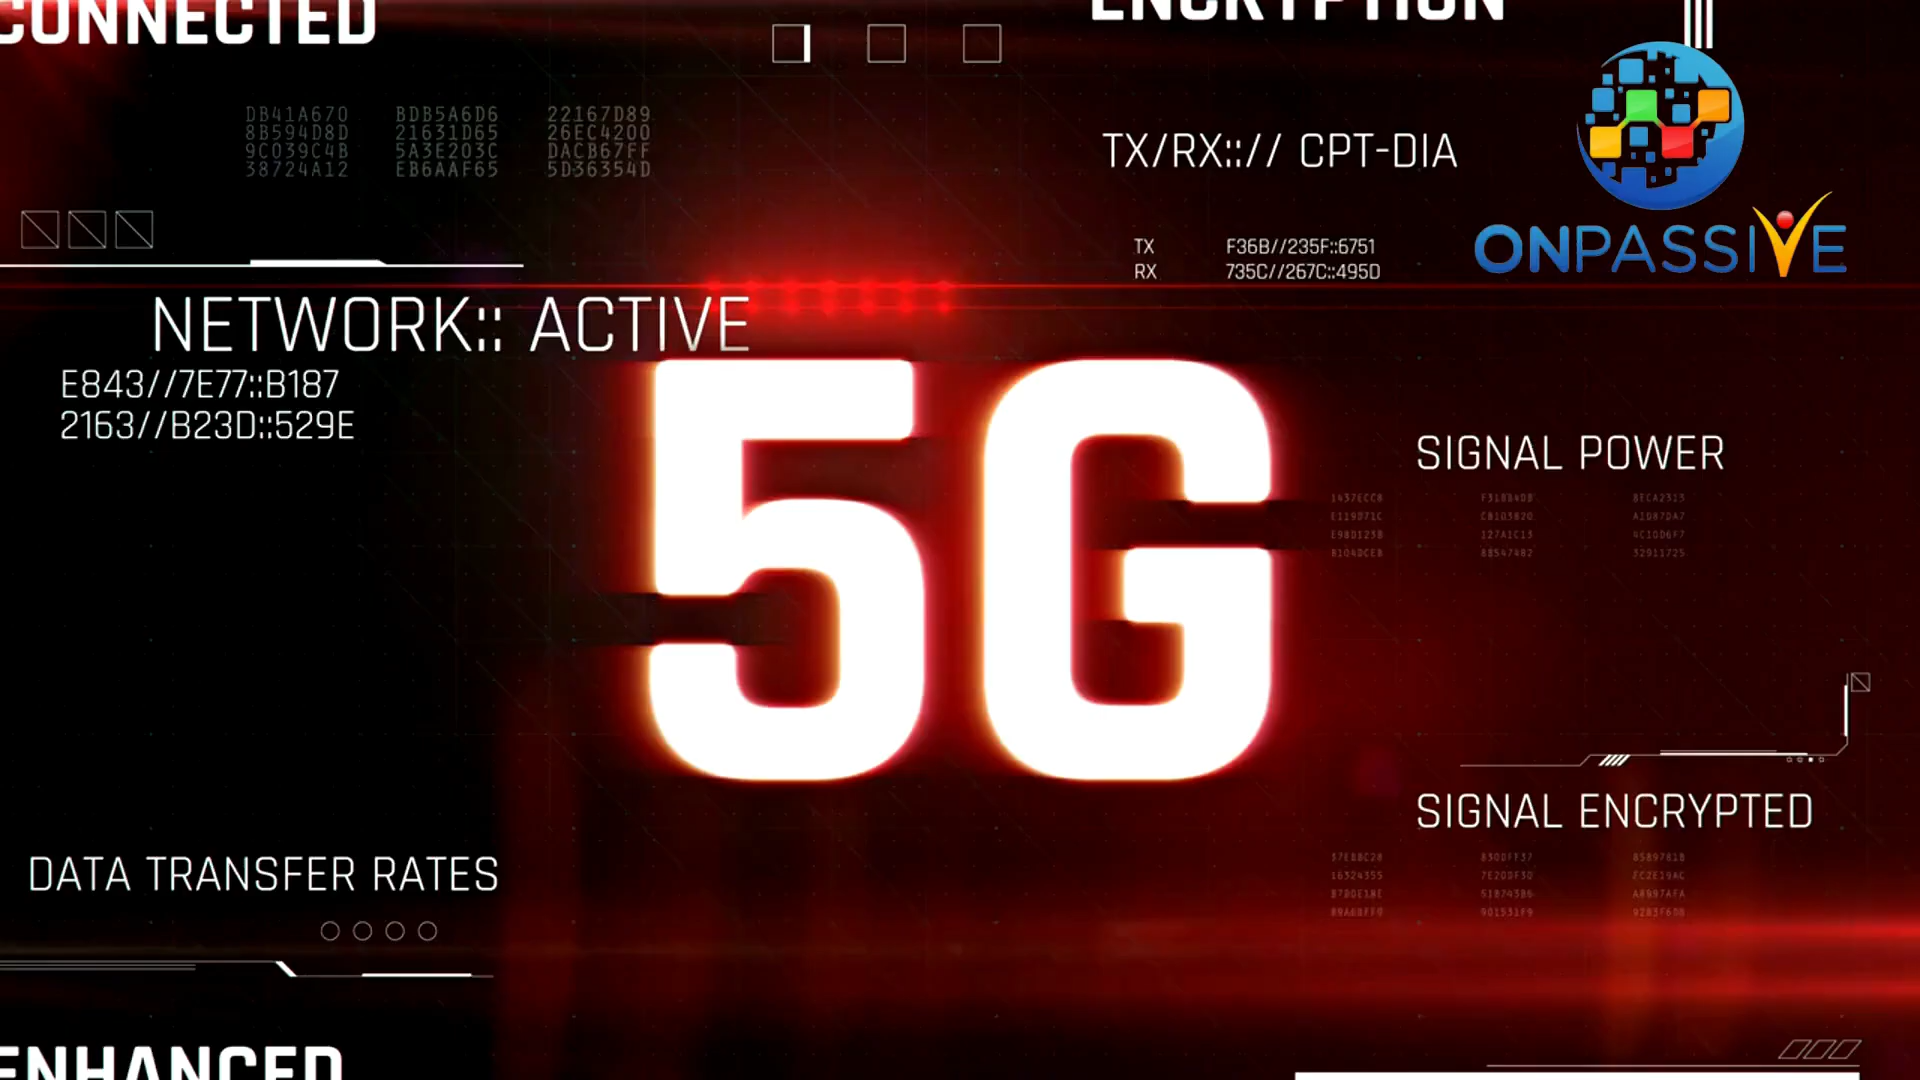 CONNECTED
ENCRYPTION
DB41A670 BDB5A6D6 22167D89
8B594D8D 21631D65 26EC4200
9C039C4B 5A3E203C DACB67FF
38724A12 EB6AAF65 5D36354D
TX/RX::// CPT-DIA
ONPASSIVE
TX F36B//235F::6751
RX 735C//267C::495D
NETWORK:: ACTIVE
E843//7E77::B187
2163//B23D::529E
5G
SIGNAL POWER
SIGNAL ENCRYPTED
DATA TRANSFER RATES
ENHANCED